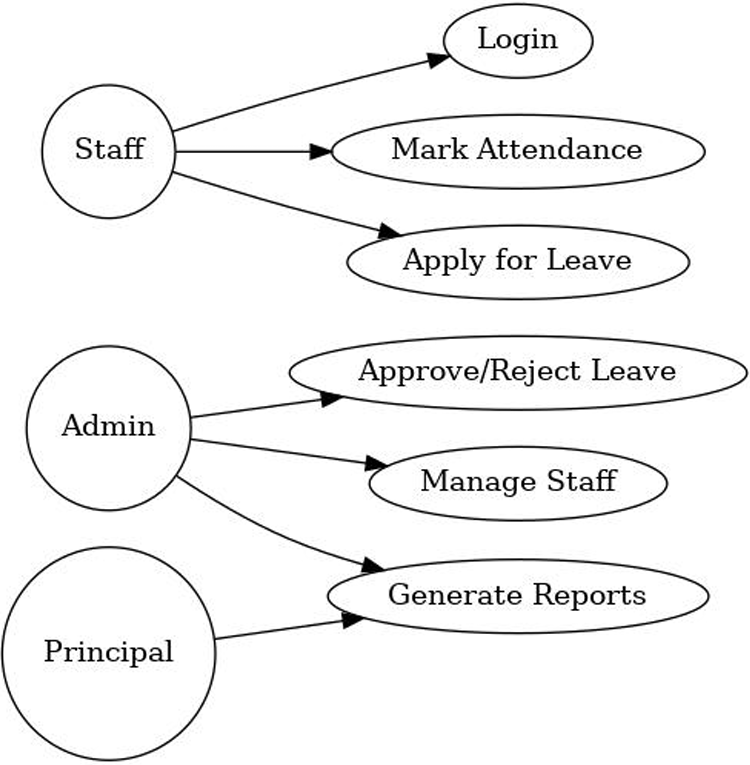 Login
Staff
Mark Attendance
Apply for Leave
Approve/Reject Leave
Admin
Manage Staff
Generate Reports
Principal